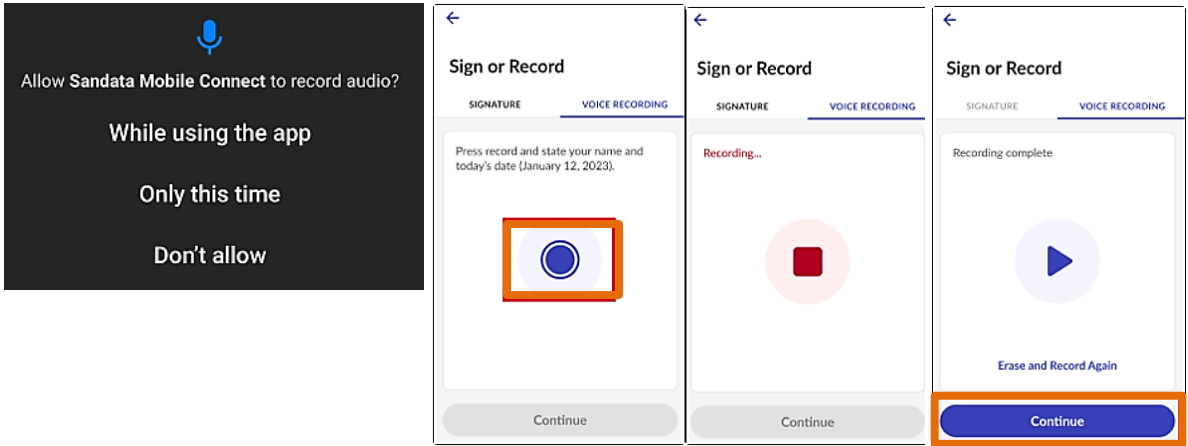 Allow Sandata Mobile Connect to record audio?
While using the app
Only this time
Don’t allow
Sign or Record
SIGNATURE VOICE RECORDING
Press record and state your name and
today's date (January 12, 2023).
Continue
Sign or Record
SIGNATURE VOICE RECORDING
Recording...
Continue
Sign or Record
SIGNATURE VOICE RECORDING
Recording complete
Erase and Record Again
Continue